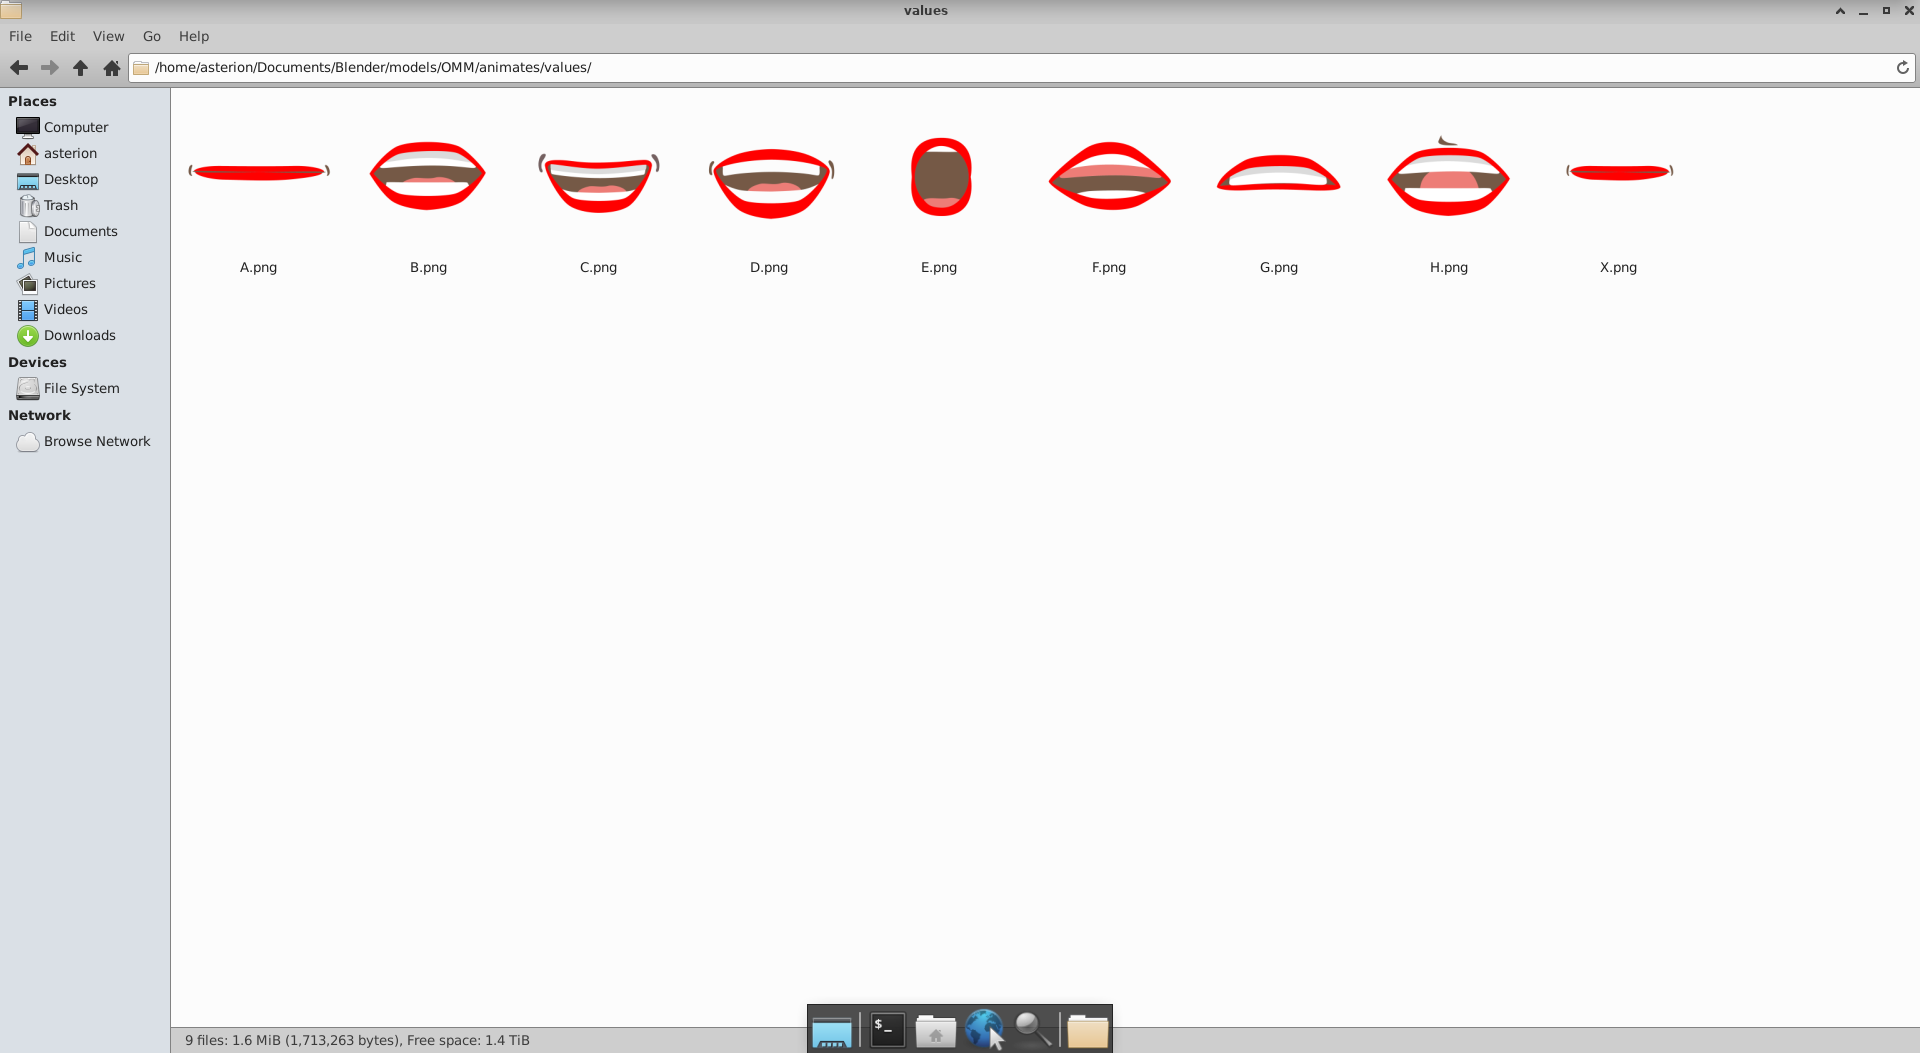 values
File Edit View Go Help
/home/asterion/Documents/Blender/models/OMM/animates/values/
Places
Computer
asterion
Desktop
Trash
Documents
Music
Pictures
Videos
Downloads
Devices
File System
Network
Browse Network
A.png B.png C.png D.png E.png F.png G.png H.png X.png
$_
9 files: 1.6 MiB (1,713,263 bytes), Free space: 1.4 TiB